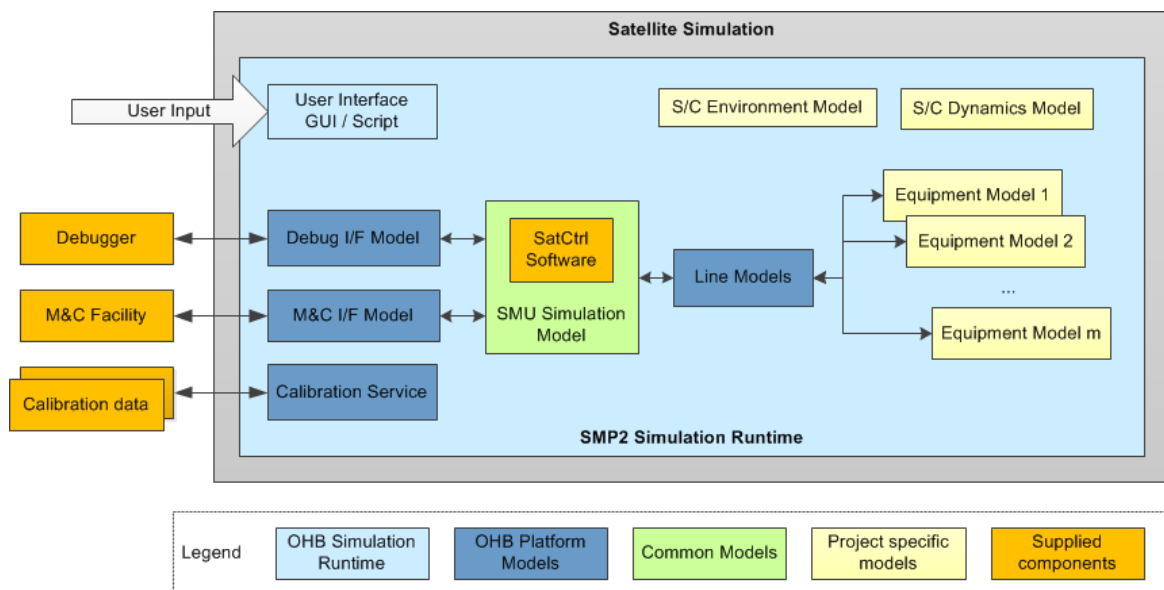 Satellite Simulation
User Input
User Interface
GUI / Script
S/C Environment Model
S/C Dynamics Model
Equipment Model 1
Debugger
Debug I/F Model
SatCtrl
Software
Equipment Model 2
Line Models
...
M&C Facility
M&C I/F Model
SMU Simulation
Model
Equipment Model m
Calibration data
Calibration Service
SMP2 Simulation Runtime
Legend
OHB Simulation
Runtime
OHB Platform
Models
Common Models
Project specific
models
Supplied
components